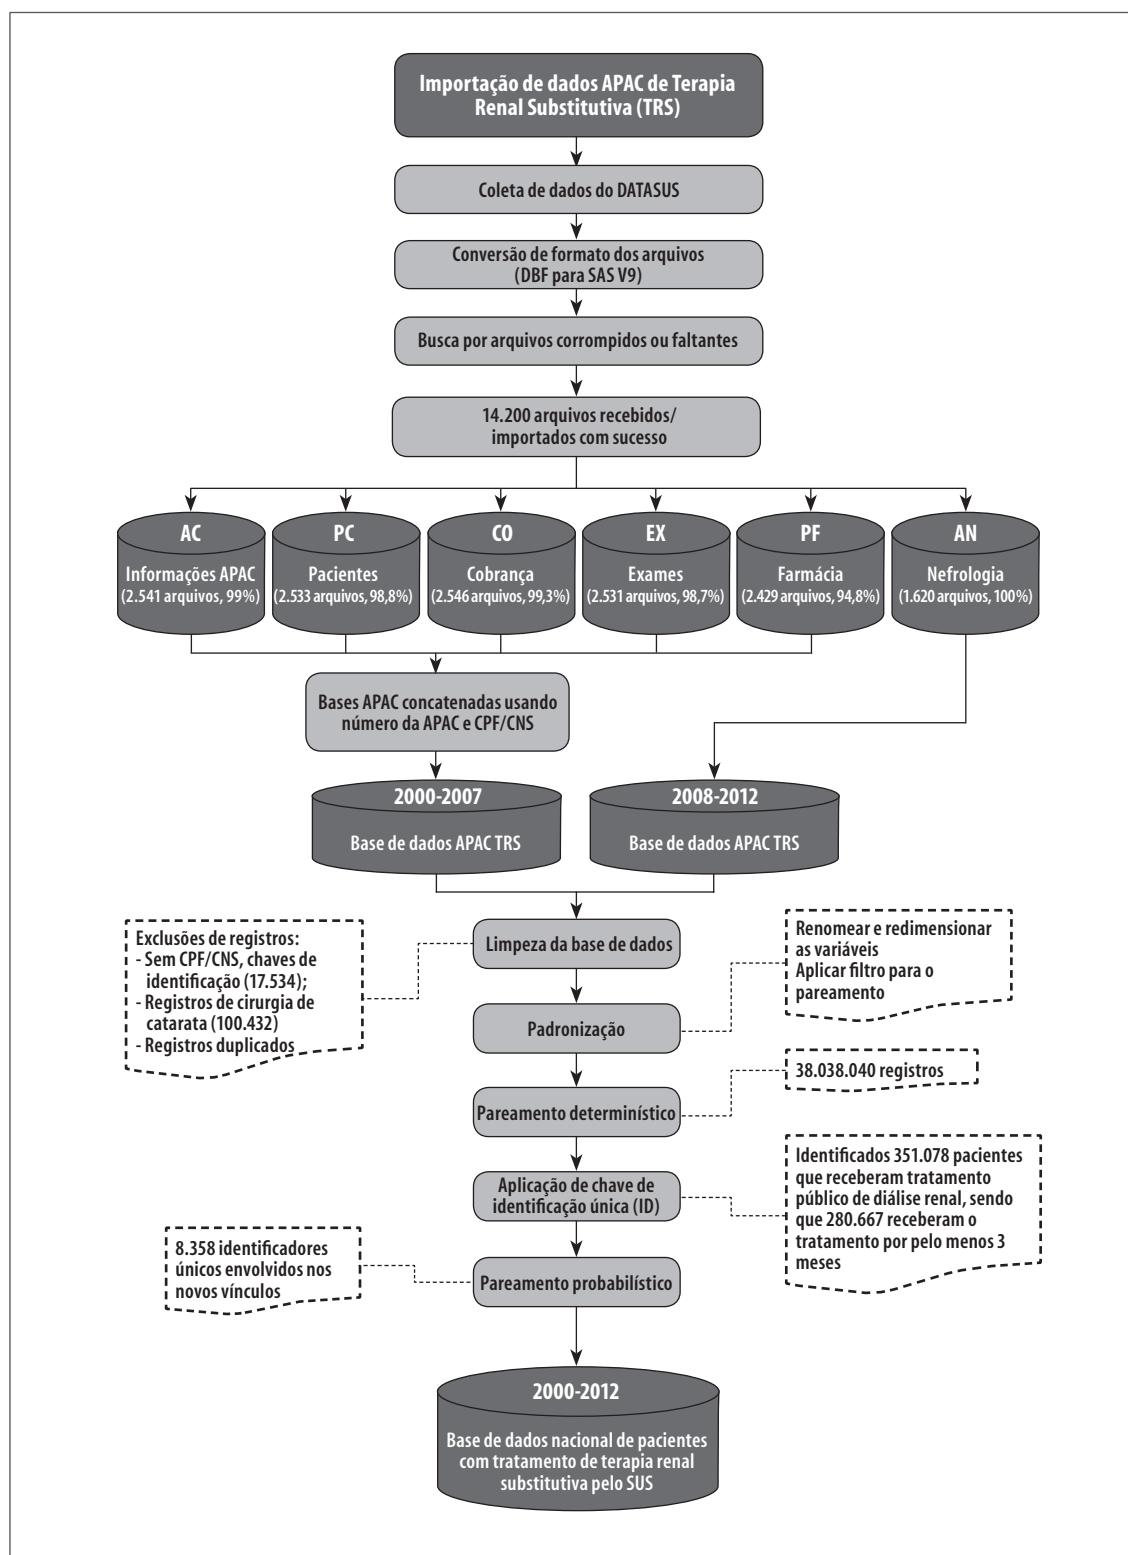 Importação de dados APAC de Terapia
Renal Substitutiva (TRS)
Coleta de dados do DATASUS
Conversão de formato dos arquivos
(DBF para SAS V9)
Busca por arquivos corrompidos ou faltantes
14.200 arquivos recebidos/
importados com sucesso
AC
Informações APAC
(2.541 arquivos, 99%)
PC
Pacientes
(2.533 arquivos, 98,8%)
CO
Cobrança
(2.546 arquivos, 99,3%)
EX
Exames
(2.531 arquivos, 98,7%)
PF
Farmácia
(2.429 arquivos, 94,8%)
AN
Nefrologia
(1.620 arquivos, 100%)
Bases APAC concatenadas usando
número da APAC e CPF/CNS
2000-2007
Base de dados APAC TRS
2008-2012
Base de dados APAC TRS
Exclusões de registros:
- Sem CPF/CNS, chaves de
identificação (17.534);
- Registros de cirurgia de
catarata (100.432)
- Registros duplicados
Limpeza da base de dados
Renomear e redimensionar
as variáveis
Aplicar filtro para o
pareamento
Padronização
38.038.040 registros
Pareamento determinístico
Identificados 351.078 pacientes
que receberam tratamento
público de diálise renal, sendo
que 280.667 receberam o
tratamento por pelo menos 3
meses
Aplicação de chave de
identificação única (ID)
8.358 identificadores
únicos envolvidos nos
novos vínculos
Pareamento probabilístico
2000-2012
Base de dados nacional de pacientes
com tratamento de terapia renal
substitutiva pelo SUS